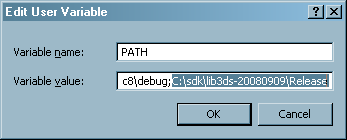 Edit User Variable
Variable name: PATH
Variable value: c8\debug;C:\sdk\lib3ds-20080909\Release
OK Cancel